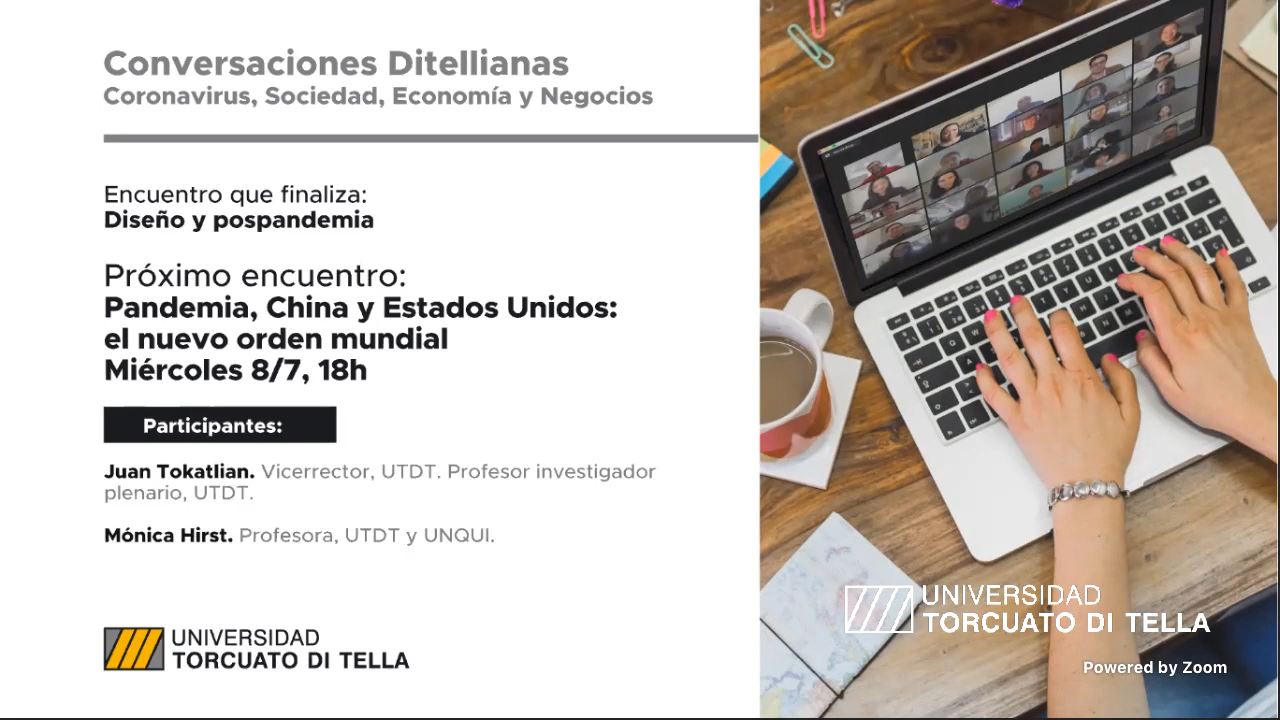 Conversaciones Ditellianas
Coronavirus, Sociedad, Economía y Negocios
Encuentro que finaliza:
Diseño y pospandemia
Próximo encuentro:
Pandemia, China y Estados Unidos:
el nuevo orden mundial
Miércoles 8/7, 18h
Participantes:
Juan Tokatlian. Vicerrector, UTDT. Profesor investigador
plenario, UTDT.
Mónica Hirst. Profesora, UTDT y UNQUI.
UNIVERSIDAD
TORCUATO DI TELLA
UNIVERSIDAD
TORCUATO DI TELLA
Powered by Zoom